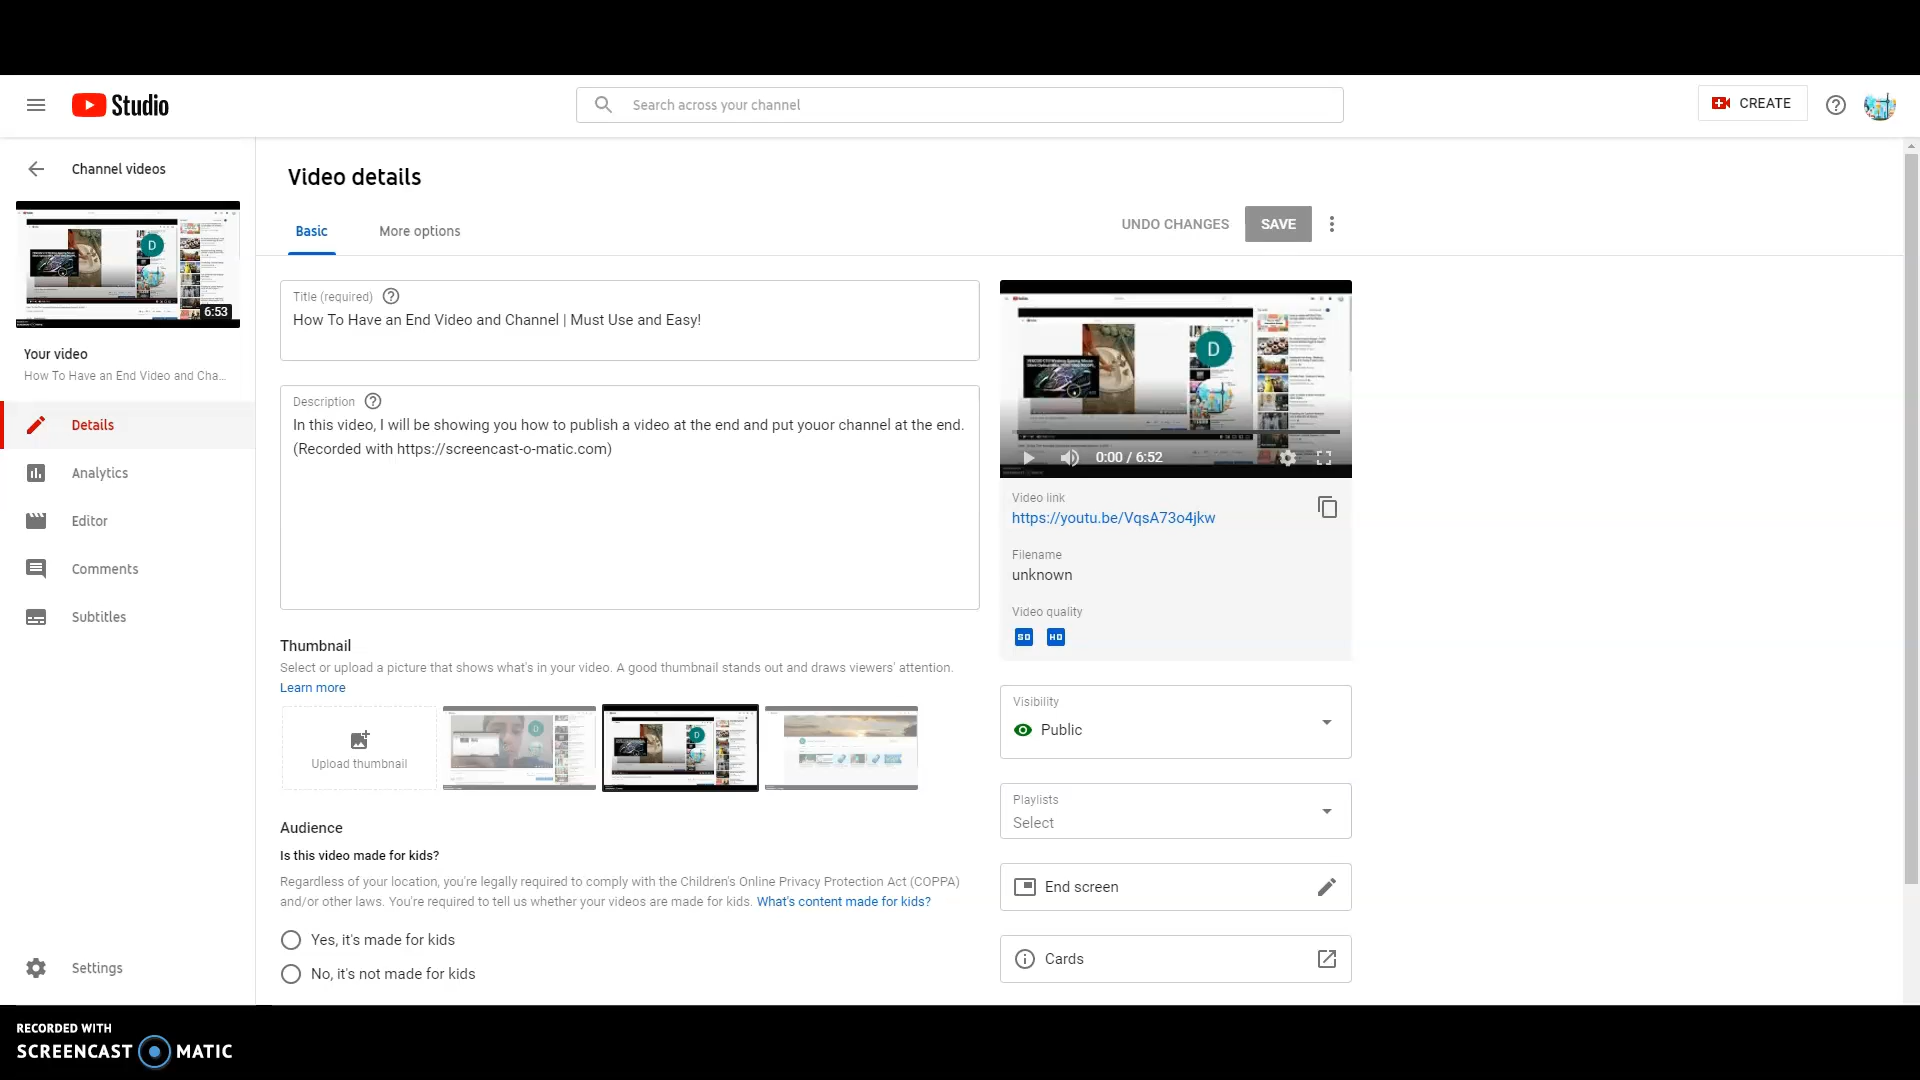 Studio
Search across your channel
CREATE
Channel videos
6:53
Your video
How To Have an End Video and Cha...
Details
Analytics
Editor
Comments
Subtitles
Settings
Video details
Basic
More options
UNDO CHANGES
SAVE
Title (required)
How To Have an End Video and Channel | Must Use and Easy!
Description
In this video, I will be showing you how to publish a video at the end and put youor channel at the end.
(Recorded with https://screencast-o-matic.com)
Thumbnail
Select or upload a picture that shows what's in your video. A good thumbnail stands out and draws viewers' attention.
Learn more
Upload thumbnail
Audience
Is this video made for kids?
Regardless of your location, you're legally required to comply with the Children's Online Privacy Protection Act (COPPA)
and/or other laws. You're required to tell us whether your videos are made for kids. What's content made for kids?
Yes, it's made for kids
No, it's not made for kids
D
0:00 / 6:52
Video link
https://youtu.be/VqsA73o4jkw
Filename
unknown
Video quality
SD HD
Visibility
Public
Playlists
Select
End screen
Cards
RECORDED WITH
SCREENCAST MATIC